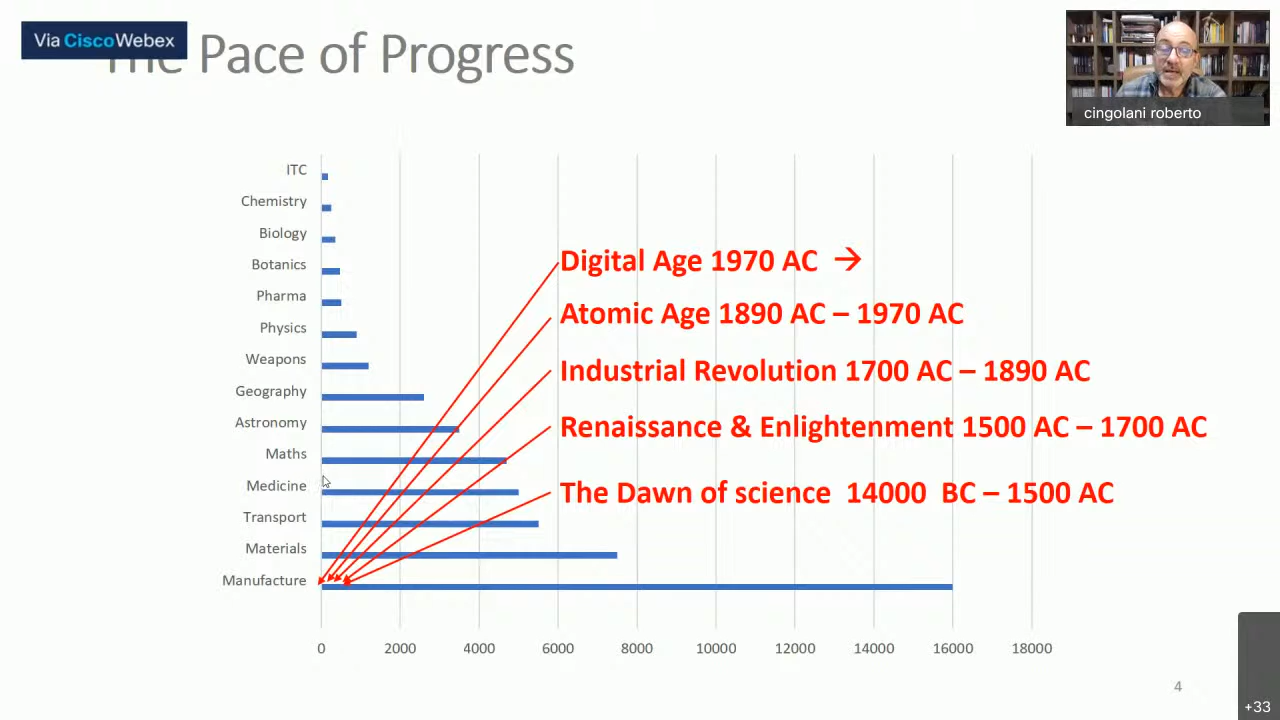 Via CiscoWebex
The Pace of Progress
cingolani roberto
ITC
Chemistry
Biology
Botanics
Pharma
Physics
Weapons
Geography
Astronomy
Maths
Medicine
Transport
Materials
Manufacture
Digital Age 1970 AC →
Atomic Age 1890 AC – 1970 AC
Industrial Revolution 1700 AC – 1890 AC
Renaissance & Enlightenment 1500 AC – 1700 AC
The Dawn of science 14000 BC – 1500 AC
0 2000 4000 6000 8000 10000 12000 14000 16000 18000
4
+33